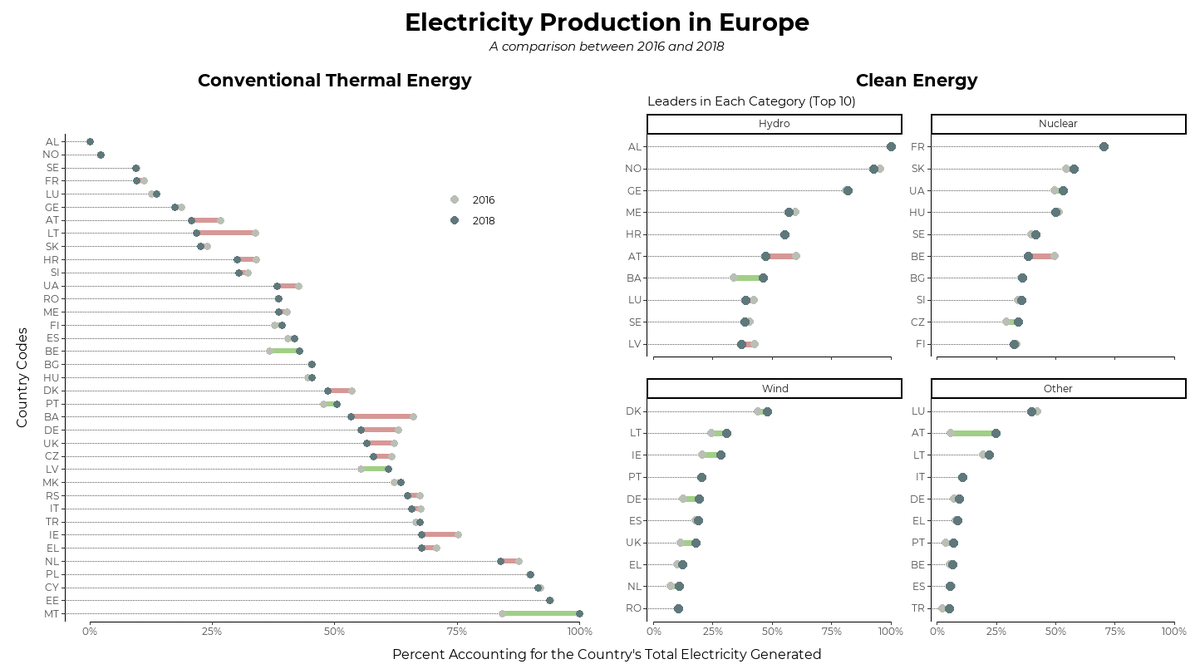 Electricity Production in Europe
A comparison between 2016 and 2018
Conventional Thermal Energy
Clean Energy
Leaders in Each Category (Top 10)
Country Codes
AL
NO
SE
FR
LU
GE
AT
LT
SK
HR
SI
UA
RO
ME
FI
ES
BE
BG
HU
DK
PT
BA
DE
UK
CZ
LV
MK
RS
IT
TR
IE
EL
NL
PL
CY
EE
MT
0% 25% 50% 75% 100%
2016
2018
Hydro
AL
NO
GE
ME
HR
AT
BA
LU
SE
LV
Nuclear
FR
SK
UA
HU
SE
BE
BG
SI
CZ
FI
Wind
DK
LT
IE
PT
DE
ES
UK
EL
NL
RO
0% 25% 50% 75% 100%
Other
LU
AT
LT
IT
DE
EL
PT
BE
ES
TR
0% 25% 50% 75% 100%
Percent Accounting for the Country's Total Electricity Generated